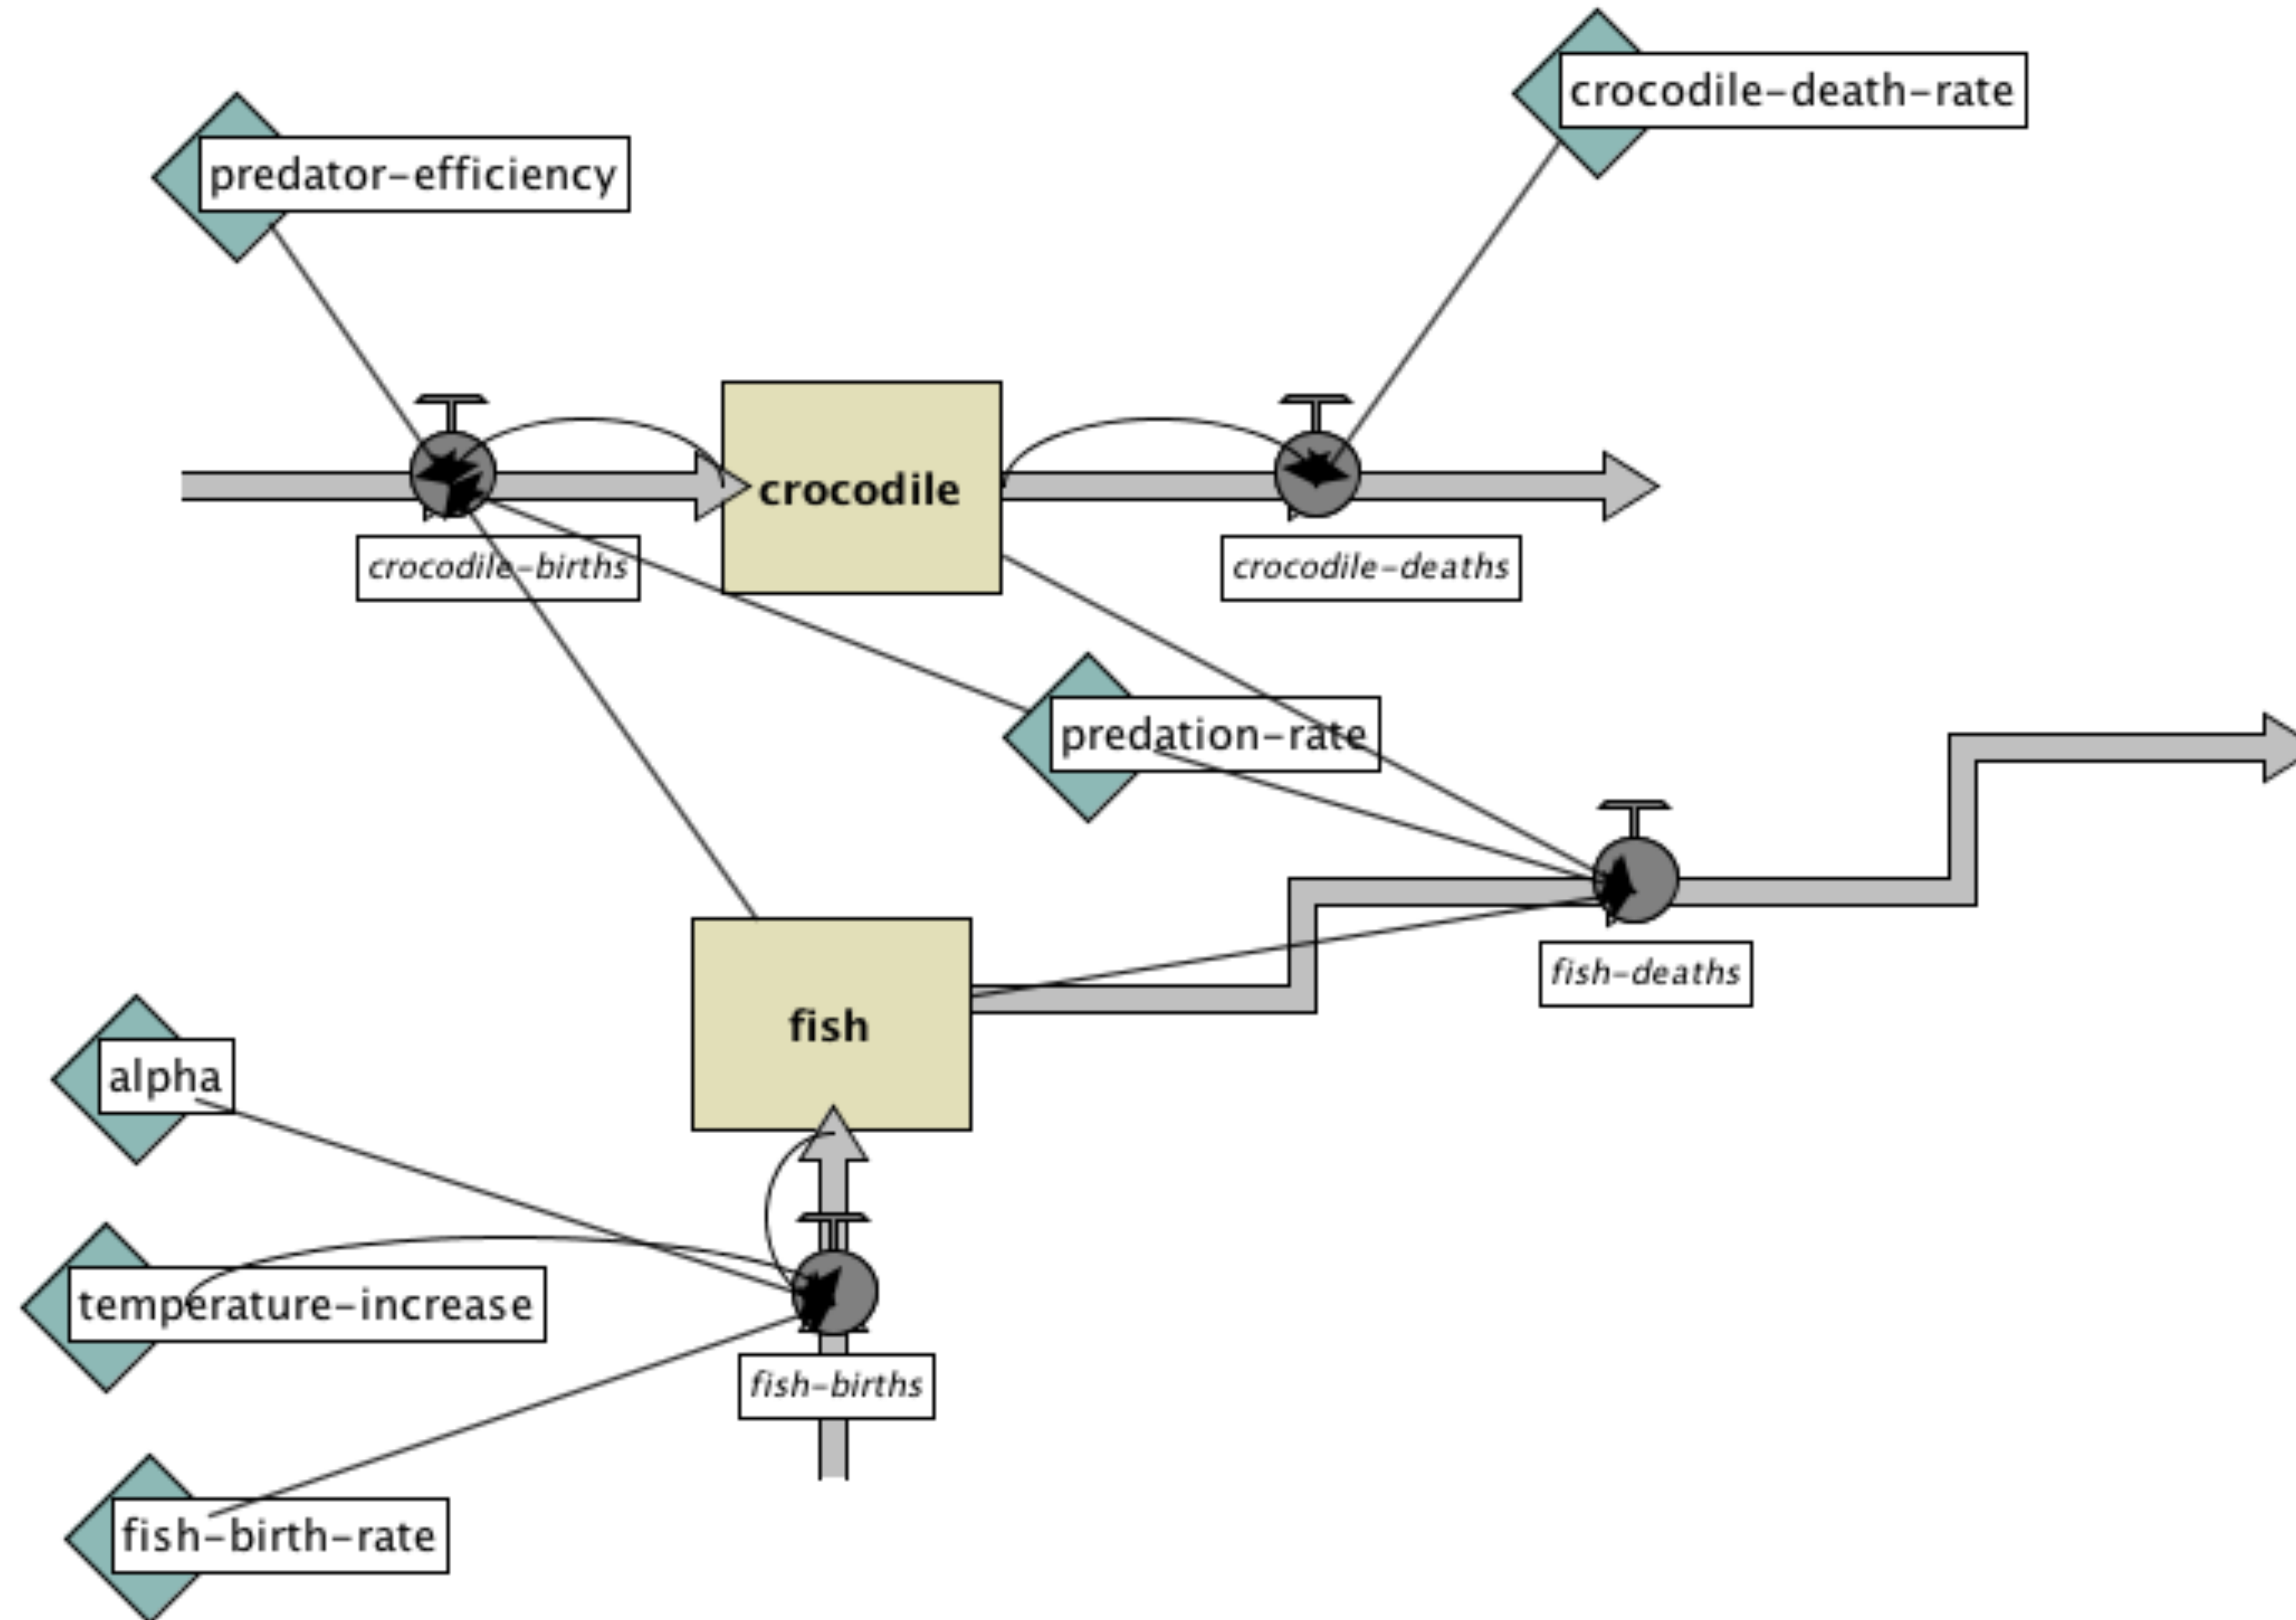 crocodile-death-rate
predator-efficiency
crocodile
crocodile-births
crocodile-deaths
predation-rate
fish-deaths
fish
alpha
temperature-increase
fish-births
fish-birth-rate